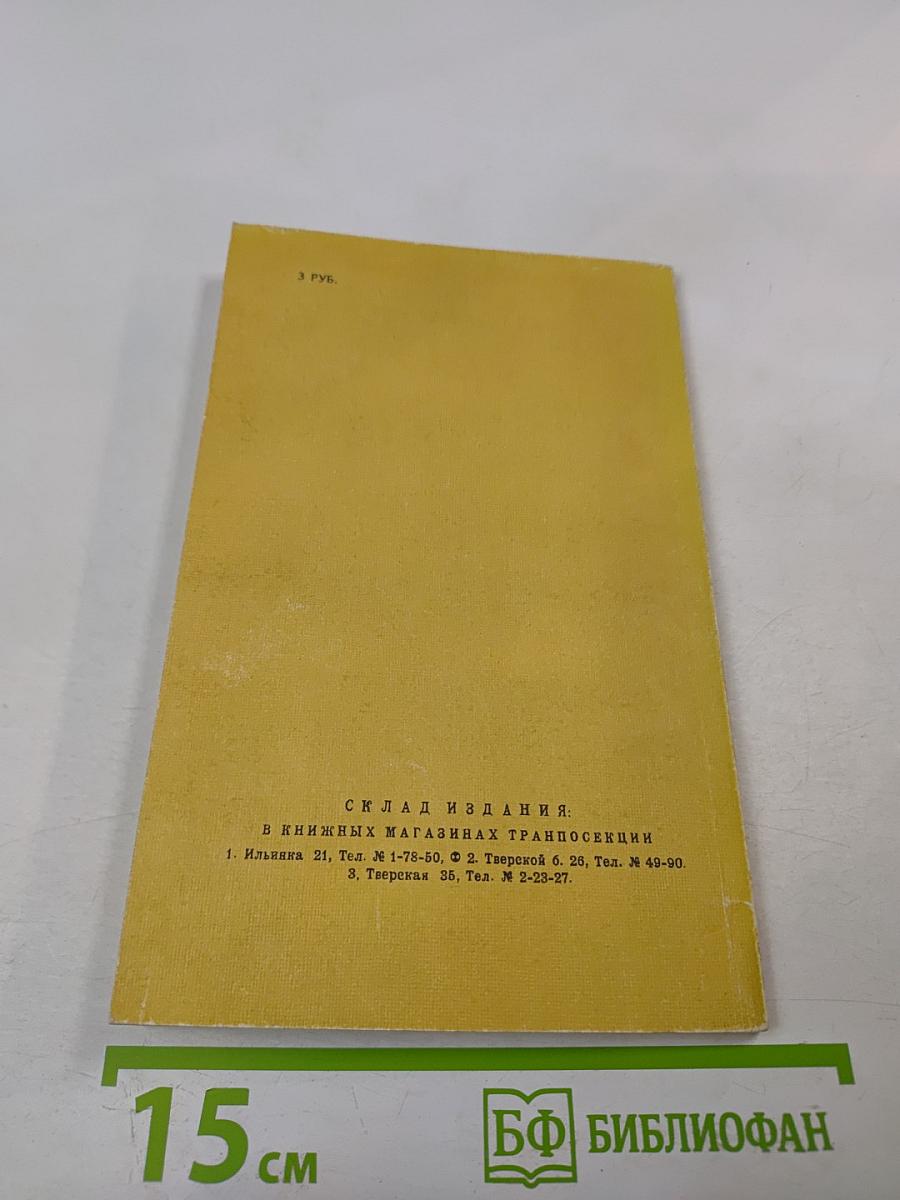 3 РУБ.
СКЛАД ИЗДАНИЯ:
В КНИЖНЫХ МАГАЗИНАХ ТРАНПОСЕКЦИИ
1. Ильинка 21, Тел. № 1-78-50, Ф 2. Тверской б. 26, Тел. № 49-90.
3, Тверская 35, Тел. № 2-23-27.
15 см
БФ БИБЛИОФАН